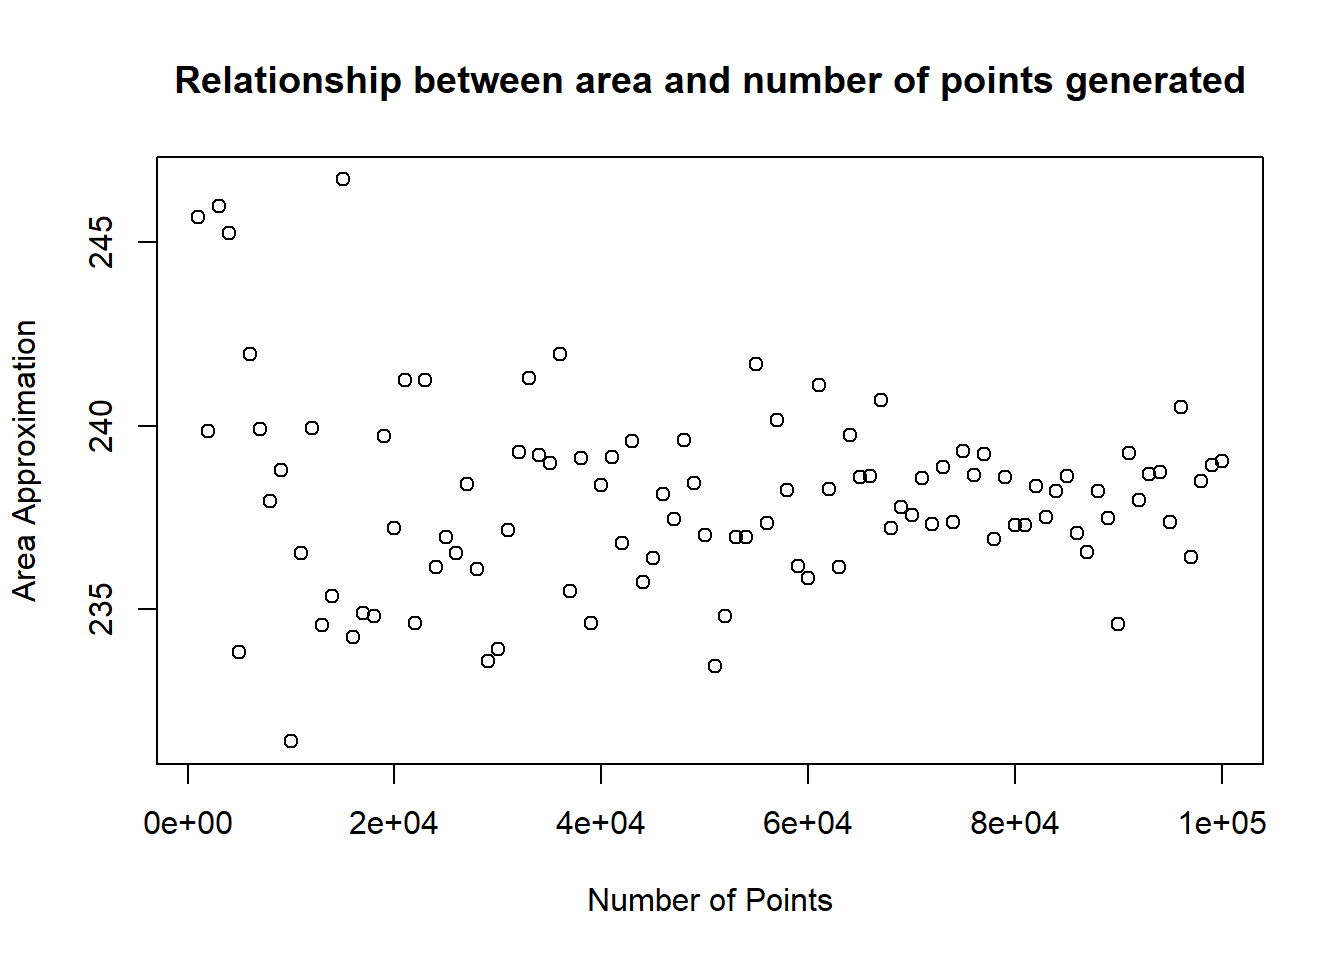 Relationship between area and number of points generated
Area Approximation
245
240
235
0e+00 2e+04 4e+04 6e+04 8e+04 1e+05
Number of Points